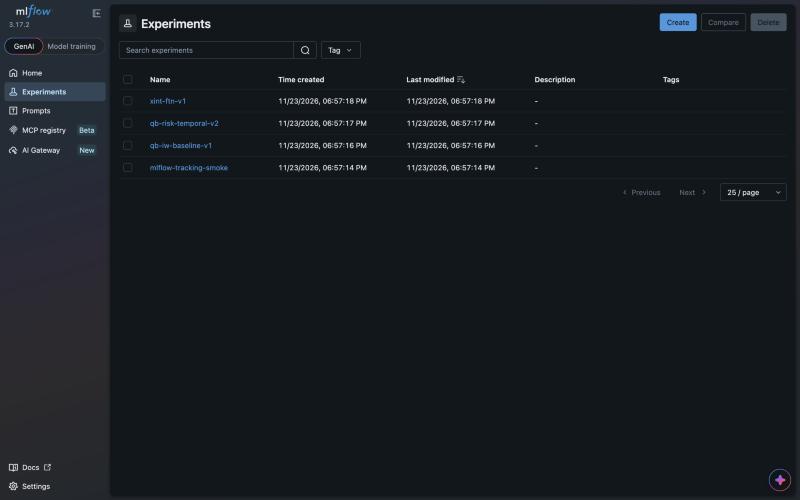 mlflow
3.17.2
GenAI Model training
Home
Experiments
Prompts
MCP registry Beta
AI Gateway New
Docs
Settings
Experiments
Create Compare Delete
Search experiments Tag
Name Time created Last modified Description Tags
xint-ftn-v1 11/23/2026, 06:57:18 PM 11/23/2026, 06:57:18 PM -
qb-risk-temporal-v2 11/23/2026, 06:57:17 PM 11/23/2026, 06:57:17 PM -
qb-iw-baseline-v1 11/23/2026, 06:57:16 PM 11/23/2026, 06:57:16 PM -
mlflow-tracking-smoke 11/23/2026, 06:57:14 PM 11/23/2026, 06:57:14 PM -
Previous Next 25 / page